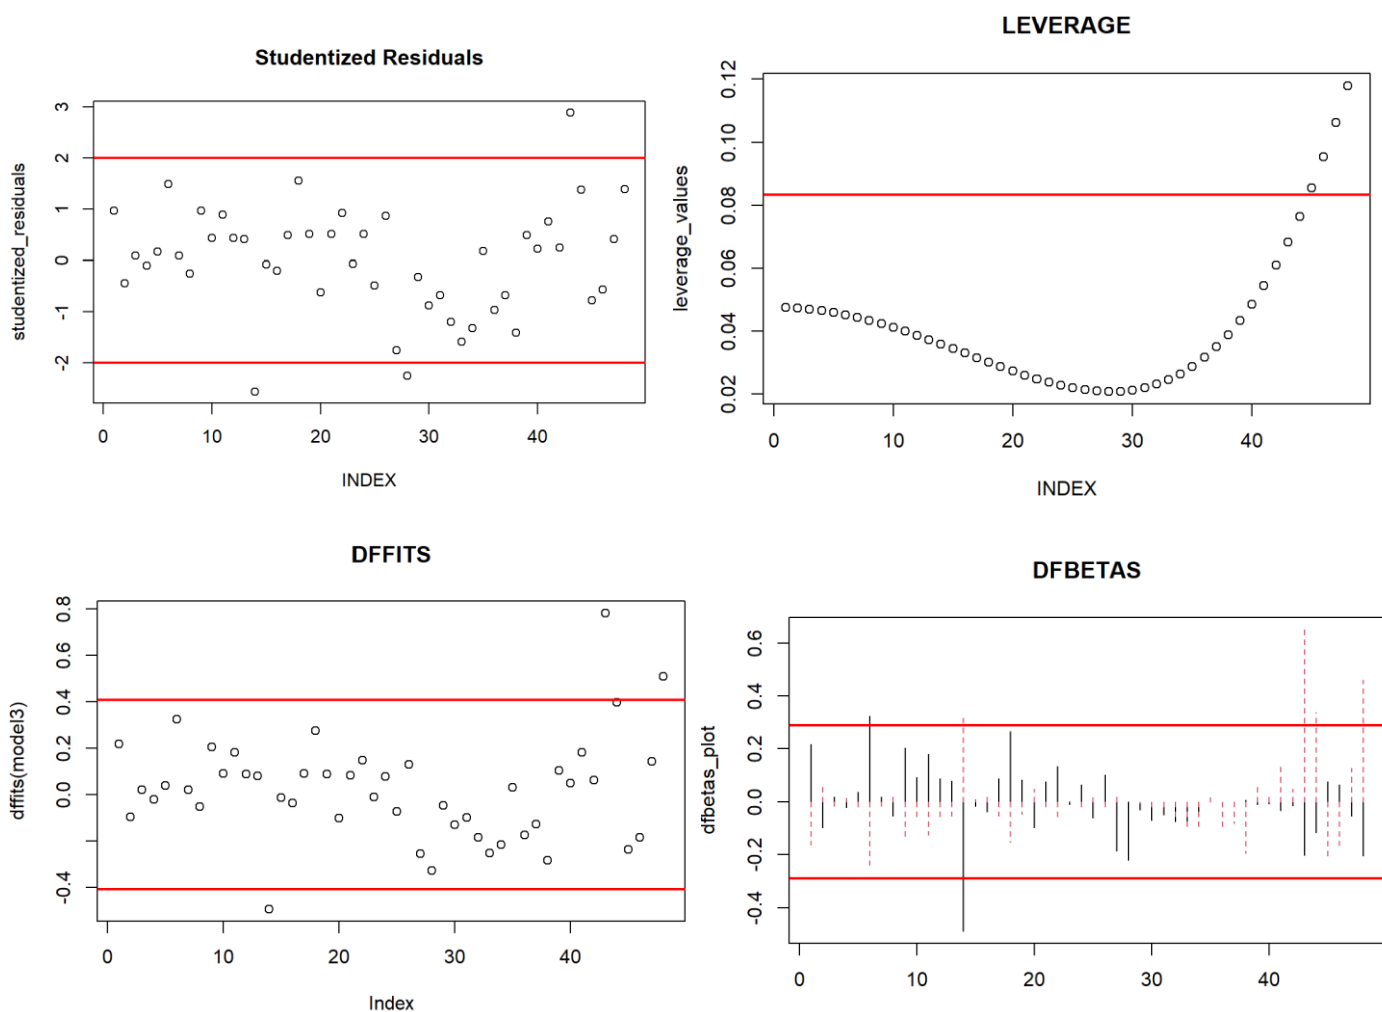 Studentized Residuals
studentized_residuals
3
2
1
0
-1
-2
0 10 20 30 40
INDEX
LEVERAGE
leverage_values
0.12
0.10
0.08
0.06
0.04
0.02
0 10 20 30 40
INDEX
DFFITS
dffits(model3)
0.8
0.6
0.4
0.2
0.0
-0.4
0 10 20 30 40
Index
DFBETAS
dfbetas_plot
0.6
0.4
0.2
0.0
-0.2
-0.4
0 10 20 30 40